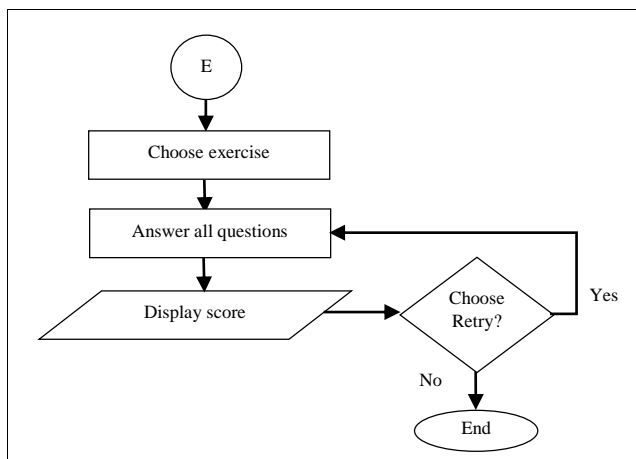 E
Choose exercise
Answer all questions
Display score
Choose
Retry?
Yes
No
End